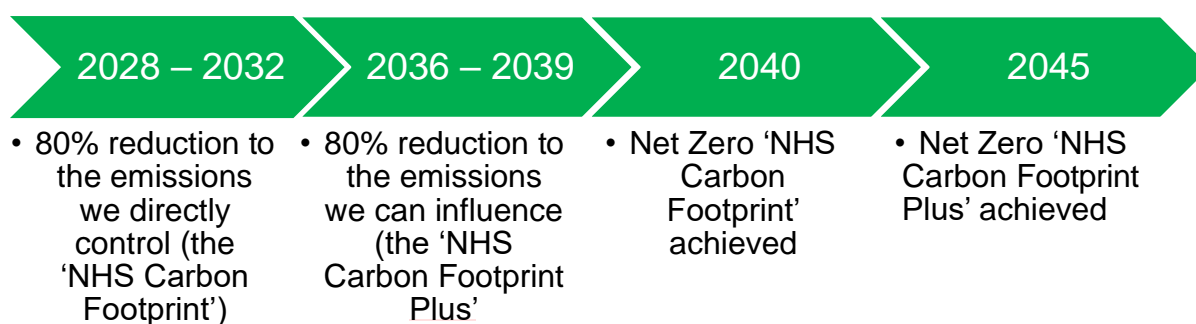 2028 – 2032
2036 – 2039
2040
2045
• 80% reduction to
the emissions
we directly
control (the
‘NHS Carbon
Footprint’)
• 80% reduction to
the emissions
we can influence
(the ‘NHS
Carbon Footprint
Plus’
• Net Zero ‘NHS
Carbon
Footprint’
achieved
• Net Zero ‘NHS
Carbon Footprint
Plus’ achieved